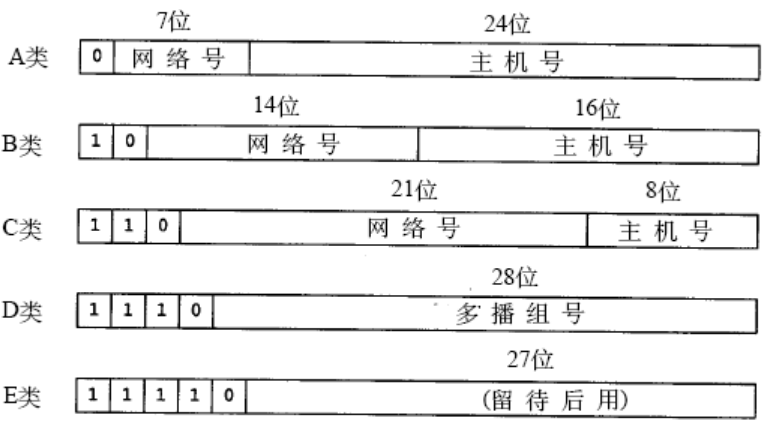 7位 24位
A类 0 网络号 主机号
14位 16位
B类 1 0 网络号 主机号
21位 8位
C类 1 1 0 网络号 主机号
28位
D类 1 1 1 0 多播组号
27位
E类 1 1 1 1 0 (留待后用)